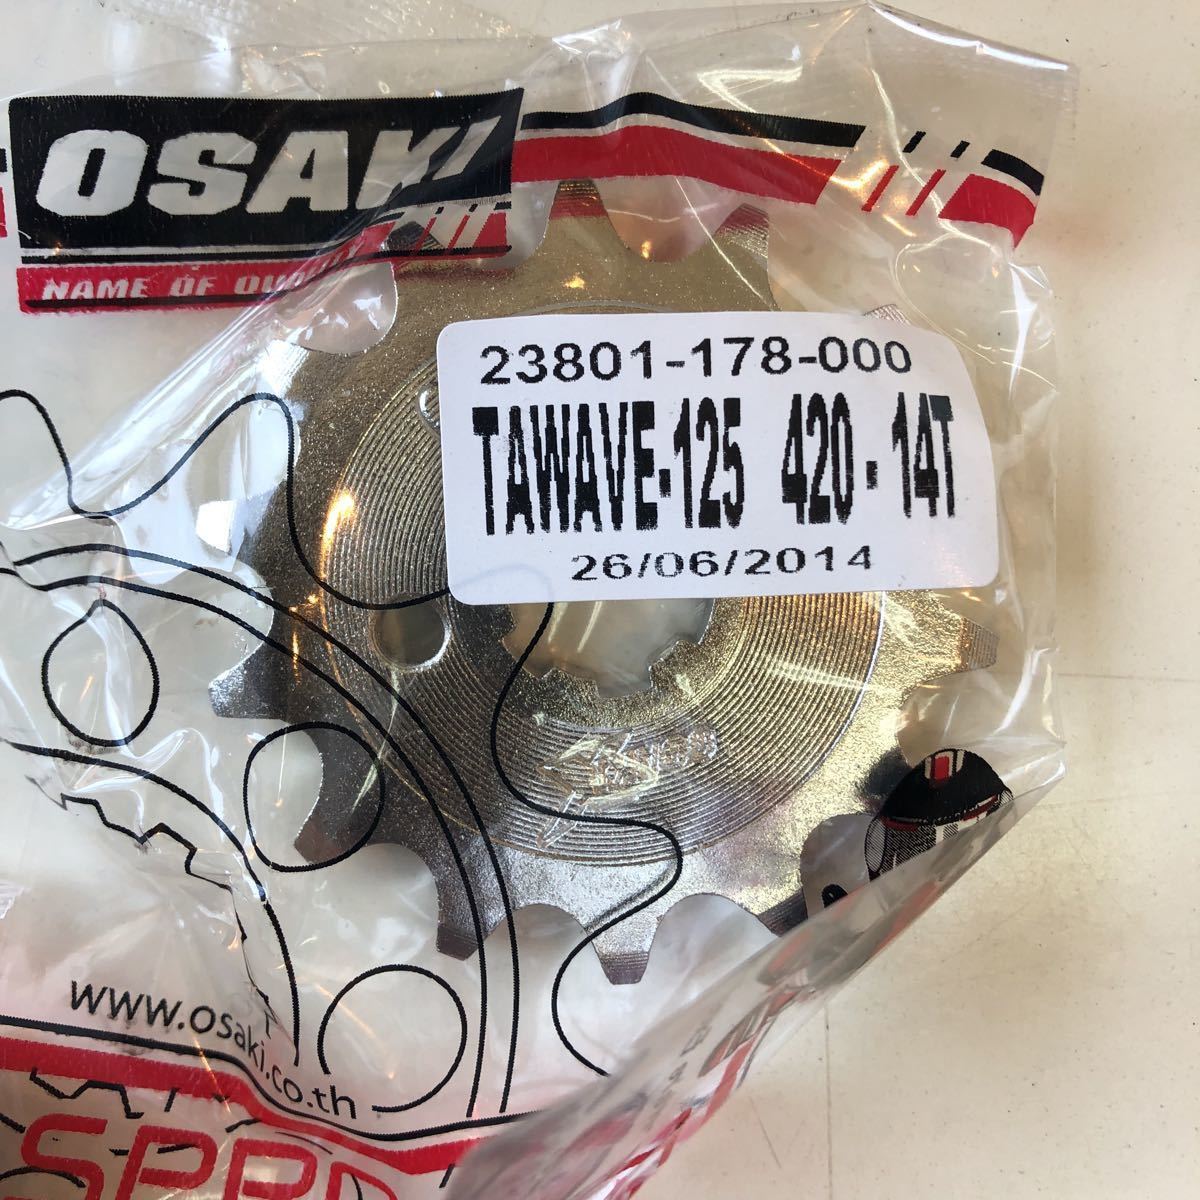 OSAKI
NAME OF QUALITY
23801-178-000
TAWAVE-125 420 - 14T
26/06/2014
www.osaki.co.th